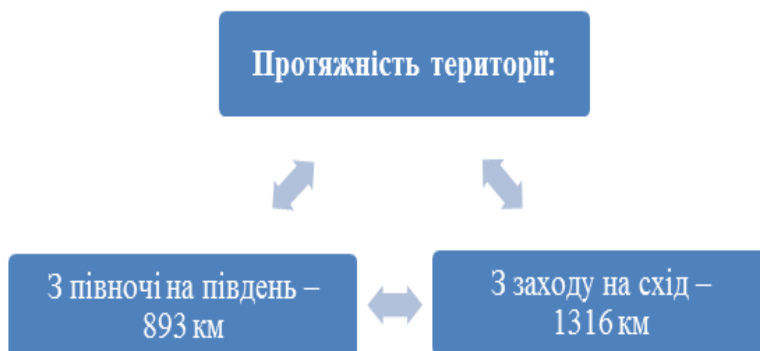 Протяжність території:
З півночі на південь –
893 км
З заходу на схід –
1316 км